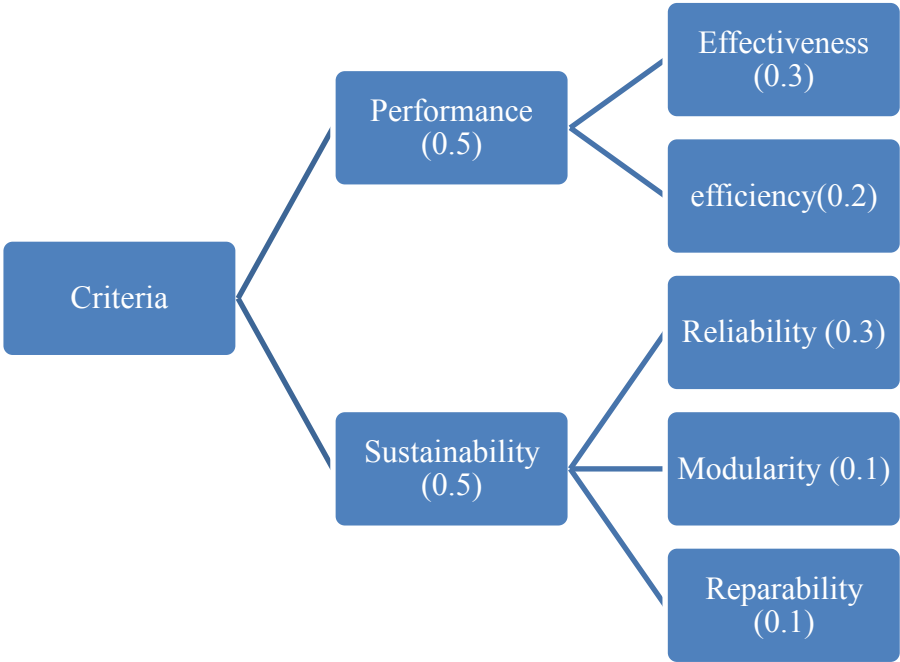 Criteria
Performance
(0.5)
Effectiveness
(0.3)
efficiency(0.2)
Sustainability
(0.5)
Reliability (0.3)
Modularity (0.1)
Reparability
(0.1)